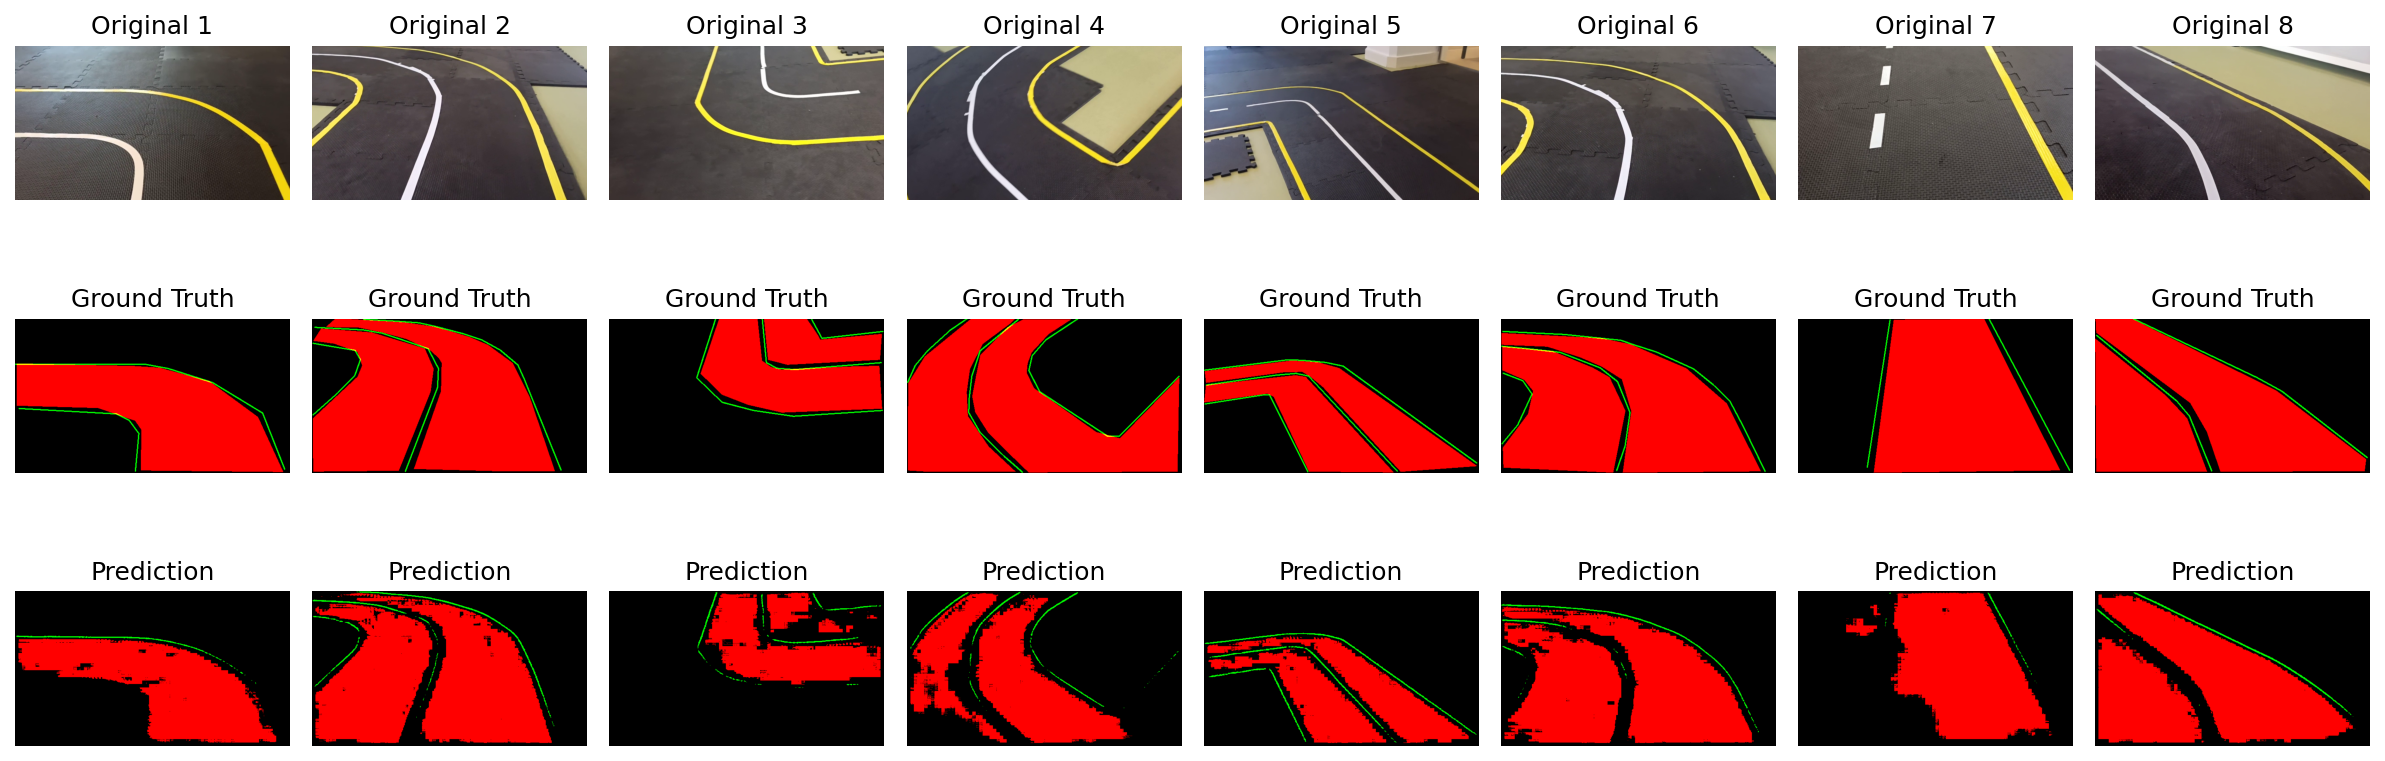 Original 1
Original 2
Original 3
Original 4
Original 5
Original 6
Original 7
Original 8
Ground Truth
Ground Truth
Ground Truth
Ground Truth
Ground Truth
Ground Truth
Ground Truth
Ground Truth
Prediction
Prediction
Prediction
Prediction
Prediction
Prediction
Prediction
Prediction